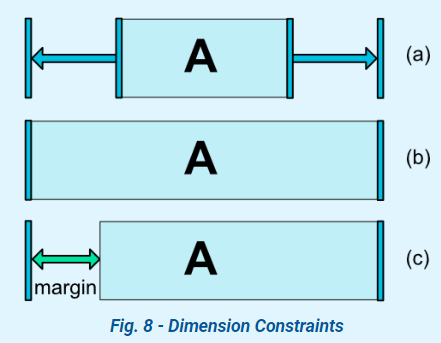 A
(a)
A
(b)
A
(c)
margin
Fig. 8 - Dimension Constraints